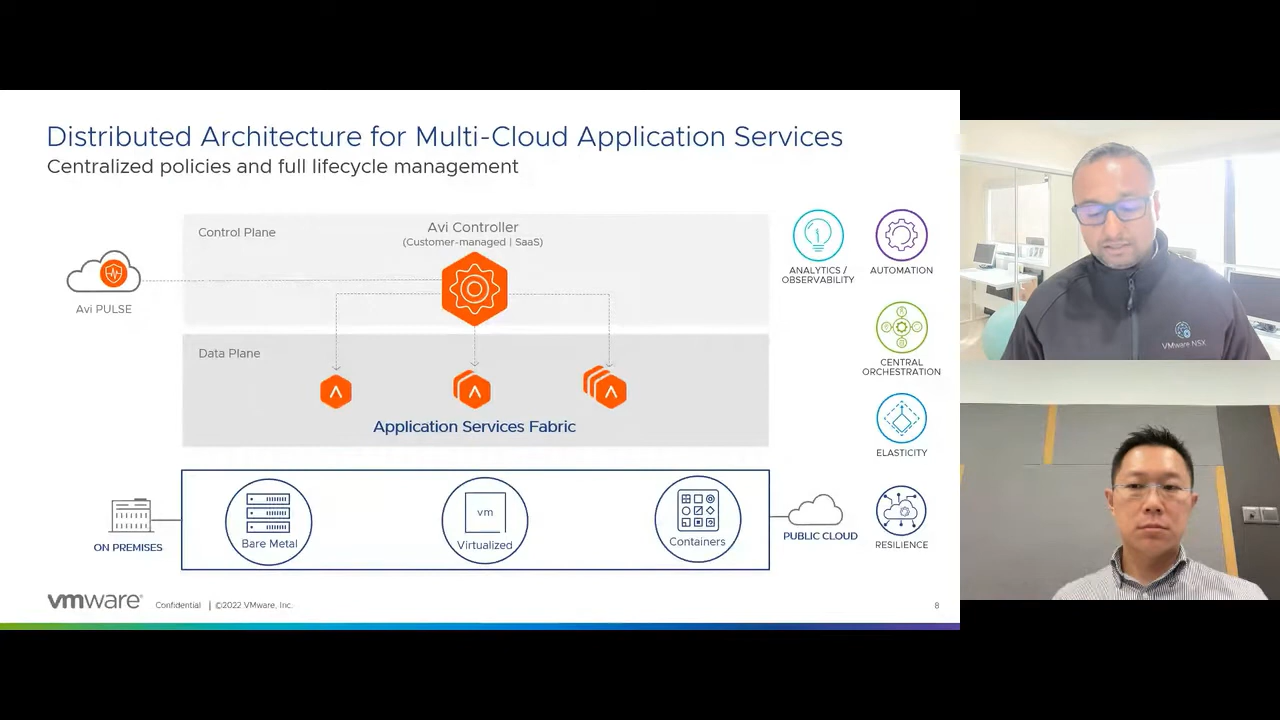 Distributed Architecture for Multi-Cloud Application Services
Centralized policies and full lifecycle management
Control Plane
Avi Controller
(Customer-managed | SaaS)
Avi PULSE
Data Plane
Application Services Fabric
ON PREMISES
Bare Metal
vm
Virtualized
Containers
PUBLIC CLOUD
ANALYTICS /
OBSERVABILITY
AUTOMATION
CENTRAL
ORCHESTRATION
ELASTICITY
RESILIENCE
vmware®
Confidential | ©2022 VMware, Inc.
8
VMware NSX